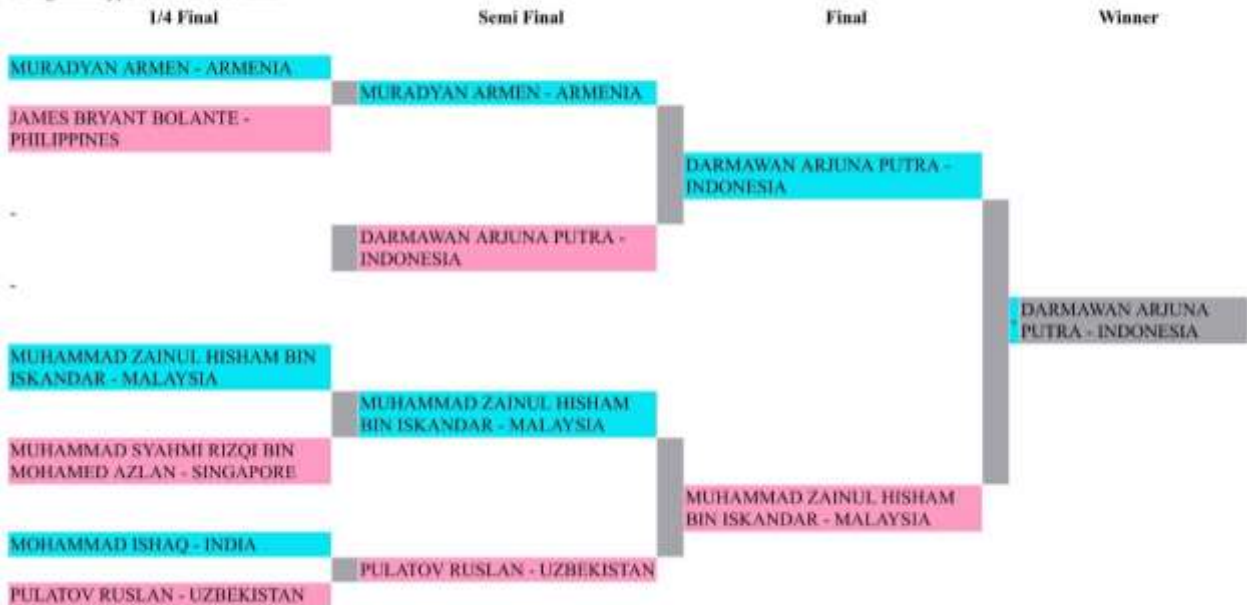 1/4 Final
Semi Final
Final
Winner
MURADYAN ARMEN - ARMENIA
JAMES BRYANT BOLANTE -
PHILIPPINES
-
-
MUHAMMAD ZAINUL HISHAM BIN
ISKANDAR - MALAYSIA
MUHAMMAD SYAHMI RIZQI BIN
MOHAMED AZLAN - SINGAPORE
MOHAMMAD ISHAQ - INDIA
PULATOV RUSLAN - UZBEKISTAN
MURADYAN ARMEN - ARMENIA
DARMAWAN ARJUNA PUTRA -
INDONESIA
MUHAMMAD ZAINUL HISHAM
BIN ISKANDAR - MALAYSIA
PULATOV RUSLAN - UZBEKISTAN
DARMAWAN ARJUNA PUTRA -
INDONESIA
MUHAMMAD ZAINUL HISHAM
BIN ISKANDAR - MALAYSIA
DARMAWAN ARJUNA
PUTRA - INDONESIA